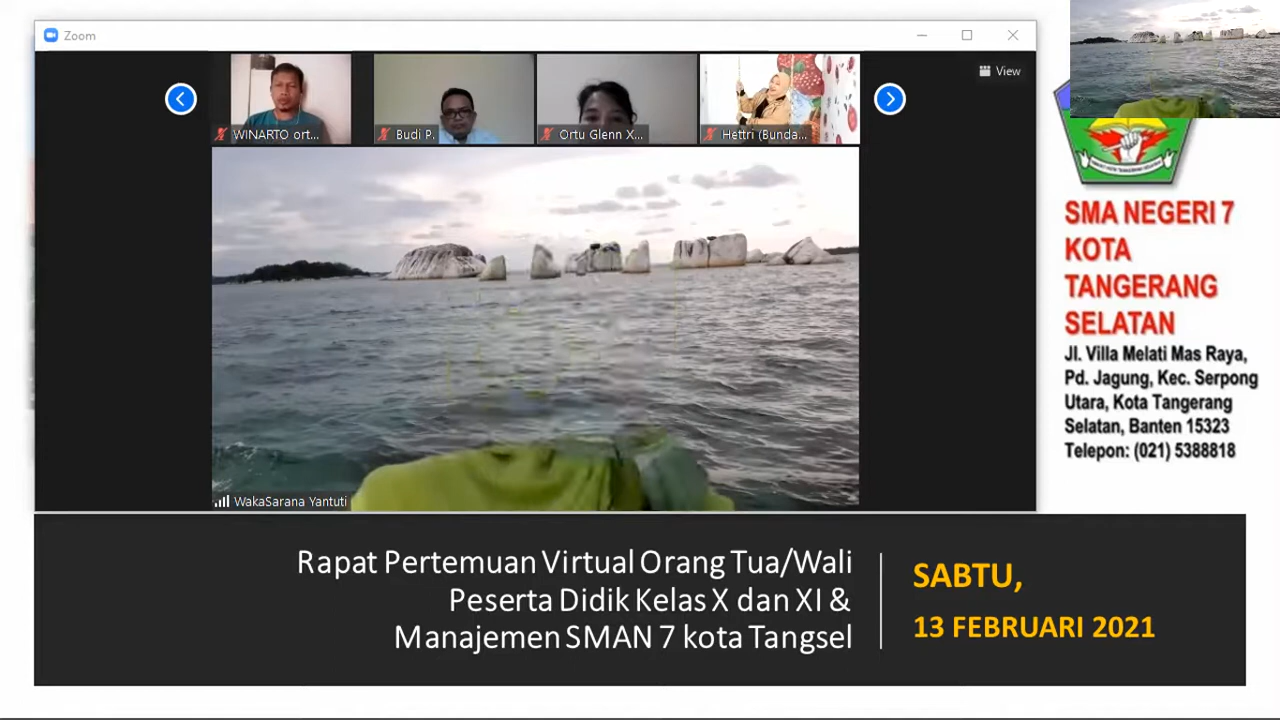 Zoom
View
WINARTO ort...
Budi P.
Ortu Glenn X...
Hettri (Bunda...
WakaSarana Yantuti
SMA NEGERI 7
KOTA
TANGERANG
SELATAN
Jl. Villa Melati Mas Raya,
Pd. Jagung, Kec. Serpong
Utara, Kota Tangerang
Selatan, Banten 15323
Telepon: (021) 5388818
Rapat Pertemuan Virtual Orang Tua/Wali
Peserta Didik Kelas X dan XI &
Manajemen SMAN 7 kota Tangsel
SABTU,
13 FEBRUARI 2021